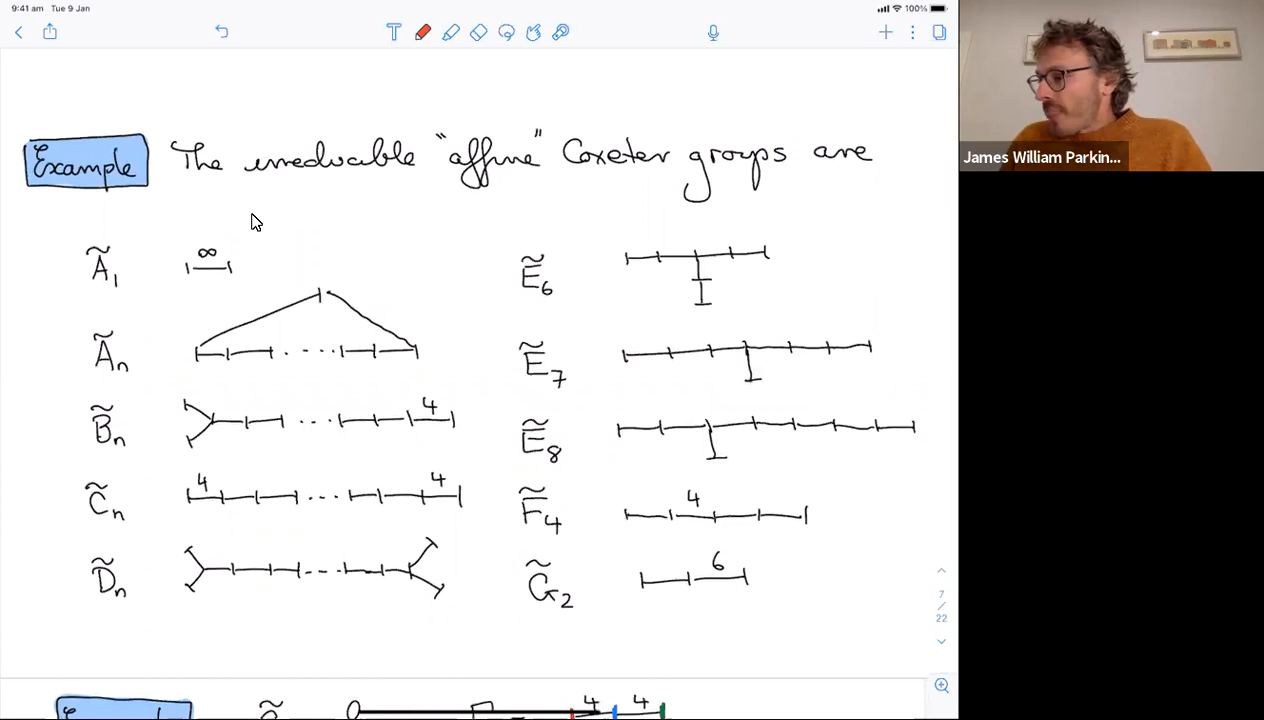 9:41 am Tue 9 Jan
100%
Example The irreducible "affine" Coxeter groups are
Ã₁ ∞
Ãₙ
B̃ₙ 4
C̃ₙ 4 4
D̃ₙ
Ẽ₆
Ẽ₇
Ẽ₈
F̃₄ 4
G̃₂ 6
7
/
22
4 4
James William Parkin...